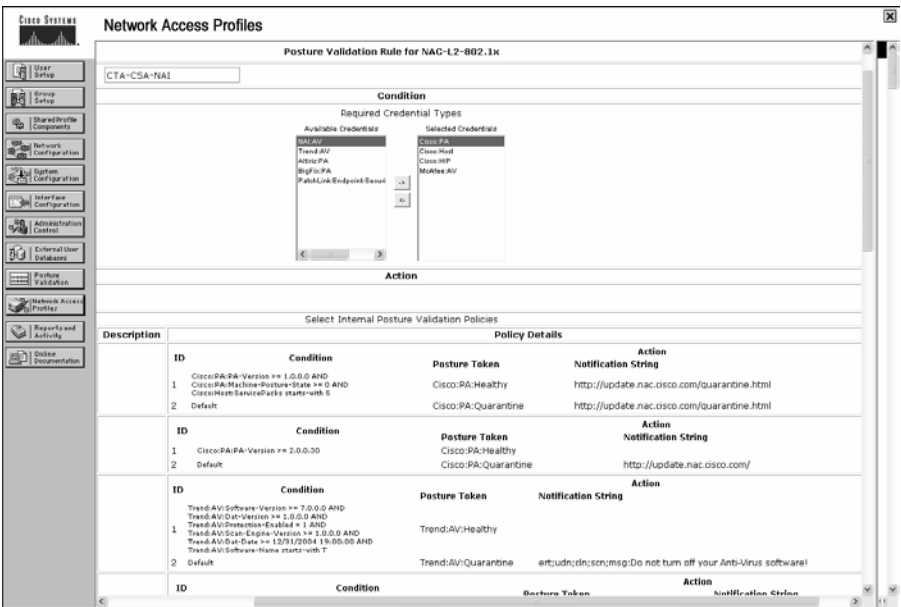 CISCO SYSTEMS
Network Access Profiles
User Setup
Group Setup
Shared Profile Components
Network Configuration
System Configuration
Interface Configuration
Administration Control
External User Databases
Posture Validation
Network Access Profiles
Reports and Activity
Online Documentation
Posture Validation Rule for NAC-L2-802.1x
CTA-CSA-NAI
Condition
Required Credential Types
Available Credentials Selected Credentials
NAI:AV Cisco:PA
Trend:AV Cisco:Host
Altiris:PA Cisco:HIP
BigFix:PA McAfee:AV
PatchLink:Endpoint:Securi
-> 
<-
Action
Select Internal Posture Validation Policies
Description Policy Details
ID Condition Action
Posture Token Notification String
1 Cisco:PA:PA-Version >= 1.0.0.0 AND
Cisco:PA:Machine-Posture-State >= 0 AND
Cisco:Host:ServicePacks starts-with S
Cisco:PA:Healthy http://update.nac.cisco.com/quarantine.html
2 Default Cisco:PA:Quarantine http://update.nac.cisco.com/quarantine.html
ID Condition Action
Posture Token Notification String
1 Cisco:PA:PA-Version >= 2.0.0.30 Cisco:PA:Healthy
2 Default Cisco:PA:Quarantine http://update.nac.cisco.com/
ID Condition Action
Posture Token Notification String
1 Trend:AV:Software-Version >= 7.0.0.0 AND
Trend:AV:Dat-Version >= 1.0.0.0 AND
Trend:AV:Protection-Enabled = 1 AND
Trend:AV:Scan-Engine-Version >= 1.0.0.0 AND
Trend:AV:Dat-Date >= 12/31/2004 19:00:00 AND
Trend:AV:Software-Name starts-with T
Trend:AV:Healthy
2 Default Trend:AV:Quarantine ert;udn;cln;scn;msg:Do not turn off your Anti-Virus software!
ID Condition Action
Posture Token Notification String